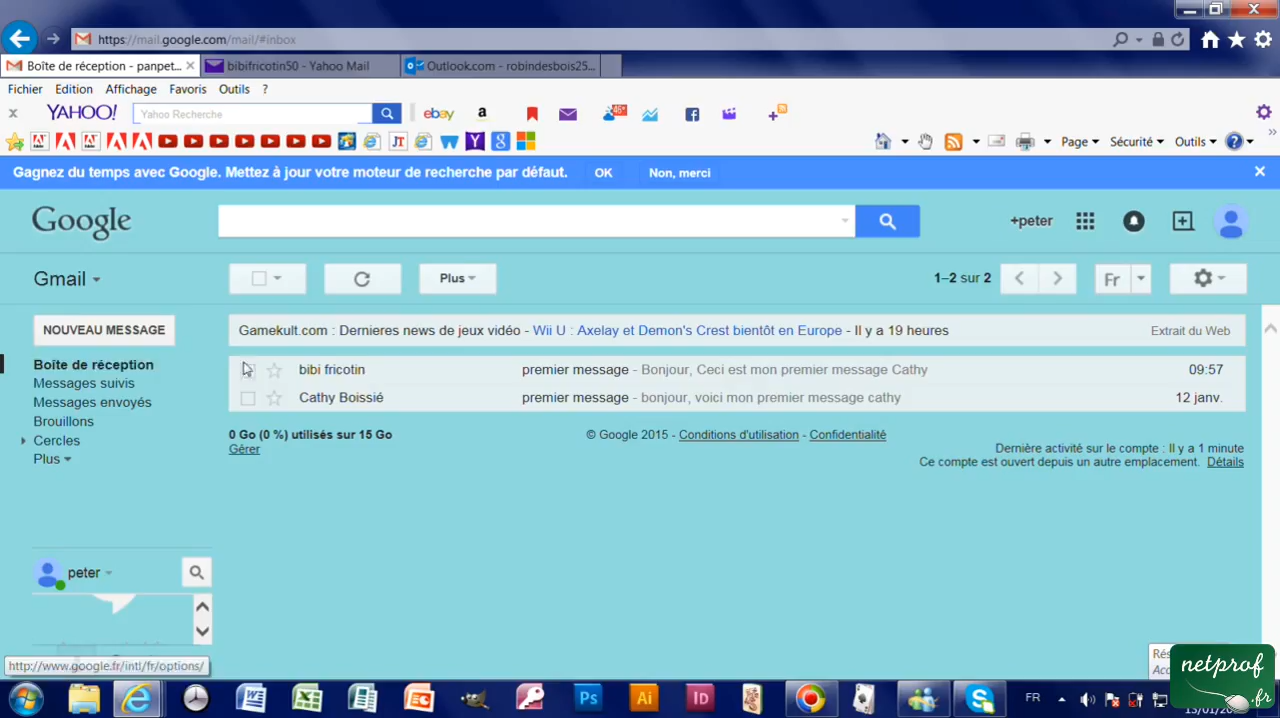 https://mail.google.com/mail/#inbox
Boîte de réception - panpet... × bibifricotin50 - Yahoo Mail Outlook.com - robindesbois25...
Fichier Edition Affichage Favoris Outils ?
x YAHOO! Yahoo Recherche ebay a
JT Page Sécurité Outils
Gagnez du temps avec Google. Mettez à jour votre moteur de recherche par défaut. OK Non, merci
Google +peter
Gmail Plus 1–2 sur 2 Fr
NOUVEAU MESSAGE
Gamekult.com : Dernieres news de jeux vidéo - Wii U : Axelay et Demon's Crest bientôt en Europe - Il y a 19 heures Extrait du Web
Boîte de réception
bibi fricotin premier message - Bonjour, Ceci est mon premier message Cathy 09:57
Messages suivis
Cathy Boissié premier message - bonjour, voici mon premier message cathy 12 janv.
Messages envoyés
Brouillons
Cercles
Plus
0 Go (0 %) utilisés sur 15 Go
Gérer
© Google 2015 - Conditions d'utilisation - Confidentialité
Dernière activité sur le compte : Il y a 1 minute
Ce compte est ouvert depuis un autre emplacement. Détails
peter
http://www.google.fr/intl/fr/options/
netprof
.fr
Ps Ai ID FR